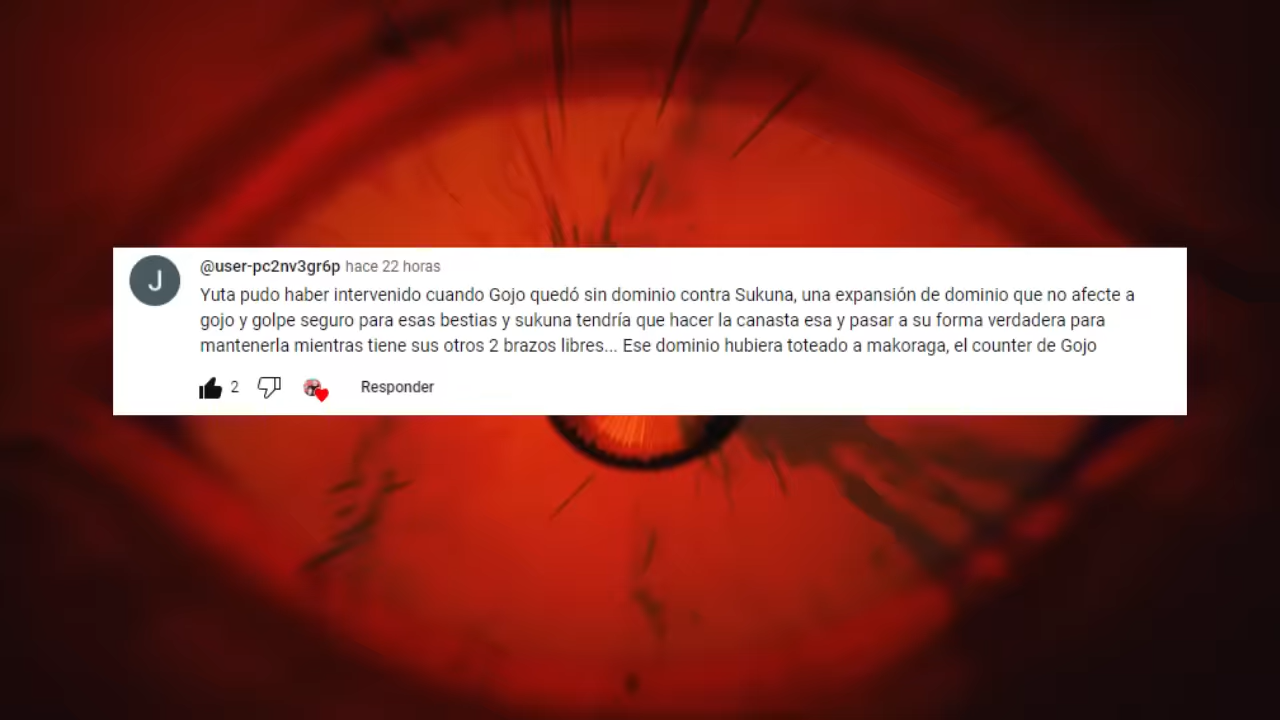 J
@user-pc2nv3gr6p hace 22 horas
Yuta pudo haber intervenido cuando Gojo quedó sin dominio contra Sukuna, una expansión de dominio que no afecte a
gojo y golpe seguro para esas bestias y sukuna tendría que hacer la canasta esa y pasar a su forma verdadera para
mantenerla mientras tiene sus otros 2 brazos libres... Ese dominio hubiera toteado a makoraga, el counter de Gojo
2 Responder